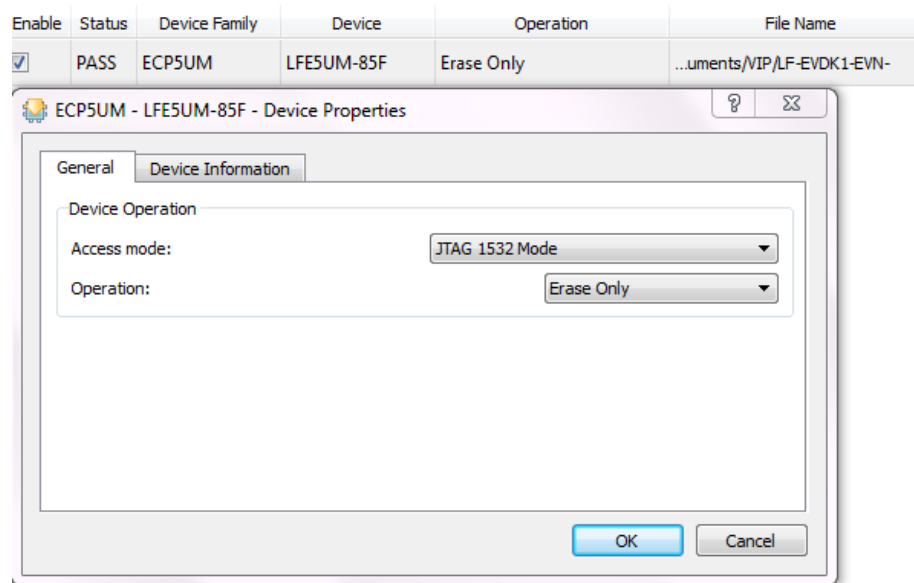 Enable Status Device Family Device Operation File Name
PASS ECP5UM LFE5UM-85F Erase Only ...uments/VIP/LF-EVDK1-EVN-
ECP5UM - LFE5UM-85F - Device Properties
General Device Information
Device Operation
Access mode: JTAG 1532 Mode
Operation: Erase Only
OK Cancel